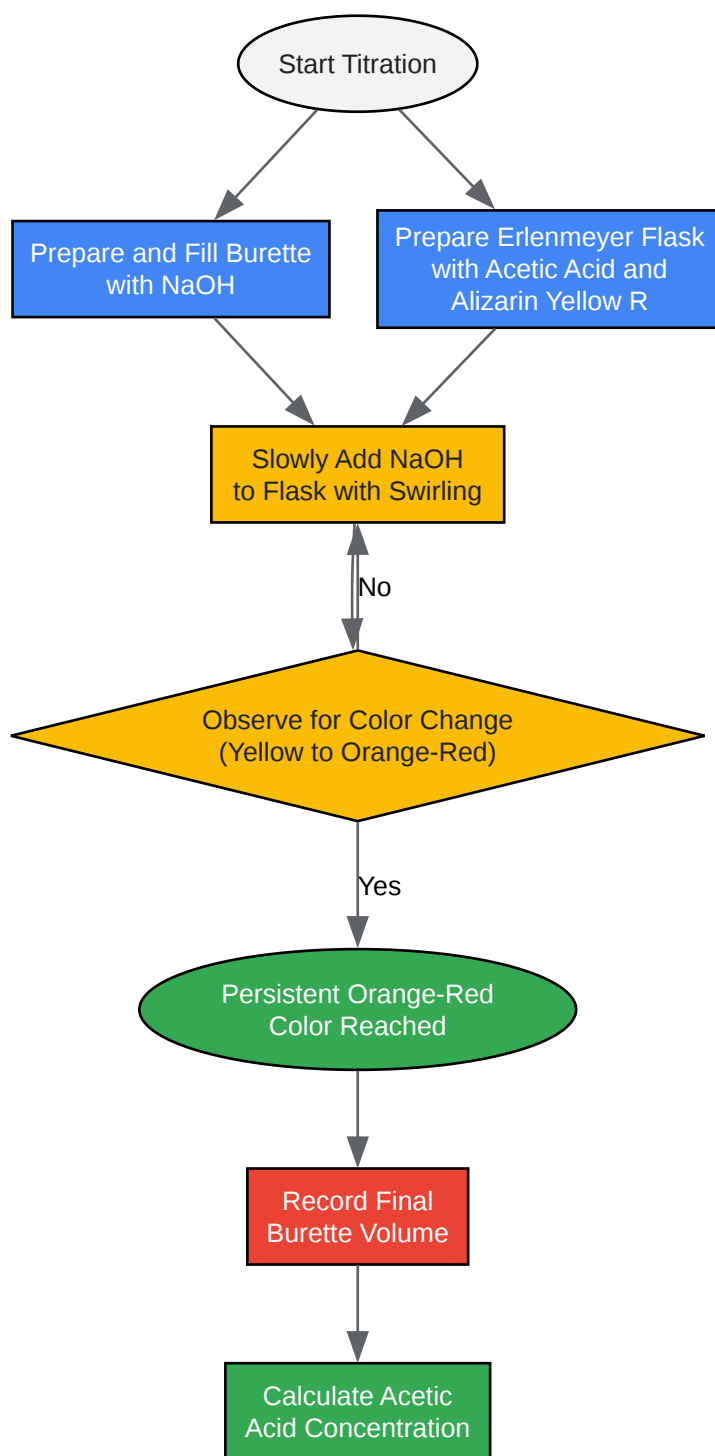 Start Titration
Prepare and Fill Burette
with NaOH
Prepare Erlenmeyer Flask
with Acetic Acid and
Alizarin Yellow R
Slowly Add NaOH
to Flask with Swirling
No
Observe for Color Change
(Yellow to Orange-Red)
Yes
Persistent Orange-Red
Color Reached
Record Final
Burette Volume
Calculate Acetic
Acid Concentration